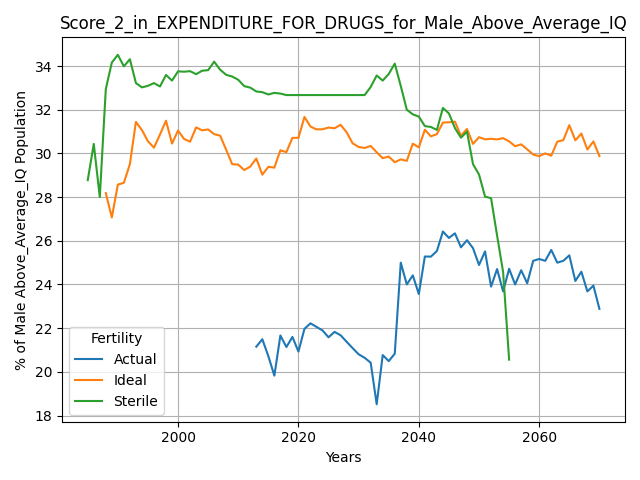 Score_2_in_EXPENDITURE_FOR_DRUGS_for_Male_Above_Average_IQ
% of Male Above_Average_IQ Population
34
32
30
28
26
24
22
20
18
Fertility
Actual
Ideal
Sterile
2000
2020
2040
2060
Years